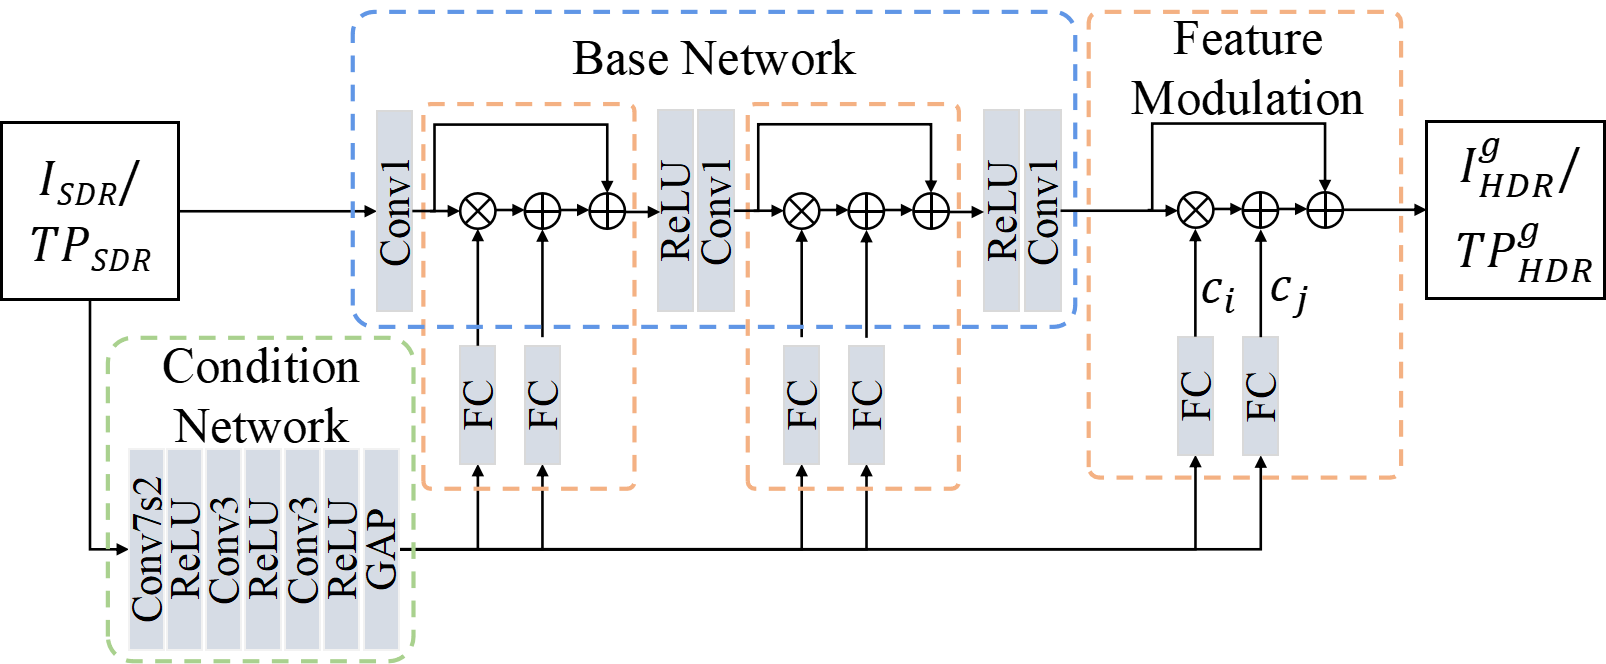 Base Network
Feature
Modulation
I_{SDR}/
TP_{SDR}
Conv1
ReLU
Conv1
ReLU
Conv1
I^{g}_{HDR}/
TP^{g}_{HDR}
c_i
c_j
Condition
Network
FC
FC
FC
FC
FC
FC
Conv7s2
ReLU
Conv3
ReLU
Conv3
ReLU
GAP